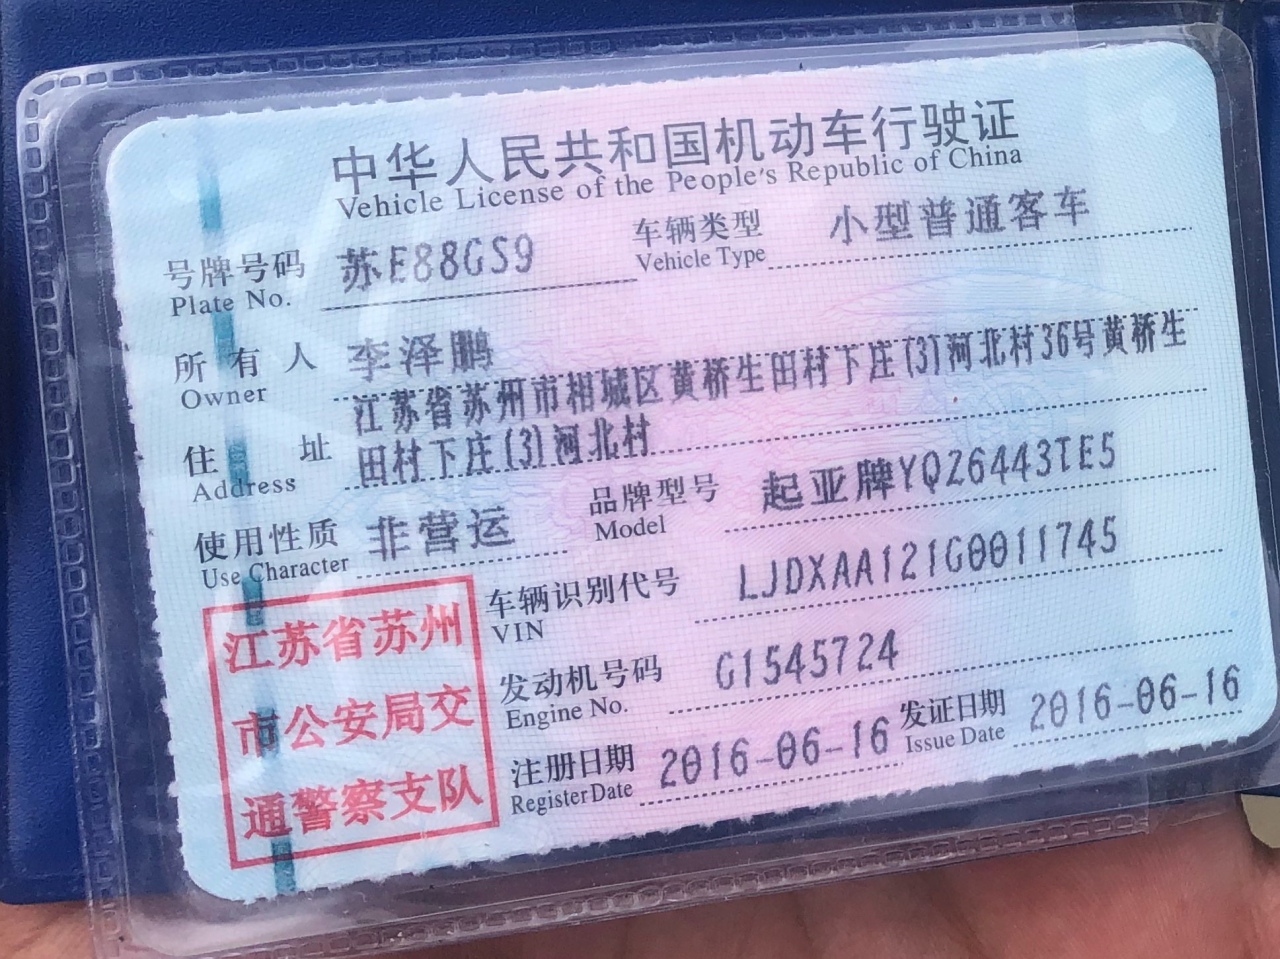 中华人民共和国机动车行驶证
Vehicle License of the People's Republic of China
号牌号码 苏E88GS9 车辆类型 小型普通客车
Plate No. Vehicle Type
所有人 李泽鹏
Owner
江苏省苏州市相城区黄桥生田村下庄(3)河北村36号黄桥生
住址 田村下庄(3)河北村
Address
使用性质 非营运 品牌型号 起亚牌YQZ6443TE5
Use Character Model
车辆识别代号 LJDXAA121G0011745
VIN
发动机号码 G1545724
Engine No.
注册日期 2016-06-16 发证日期 2016-06-16
Register Date Issue Date
江苏省苏州
市公安局交
通警察支队